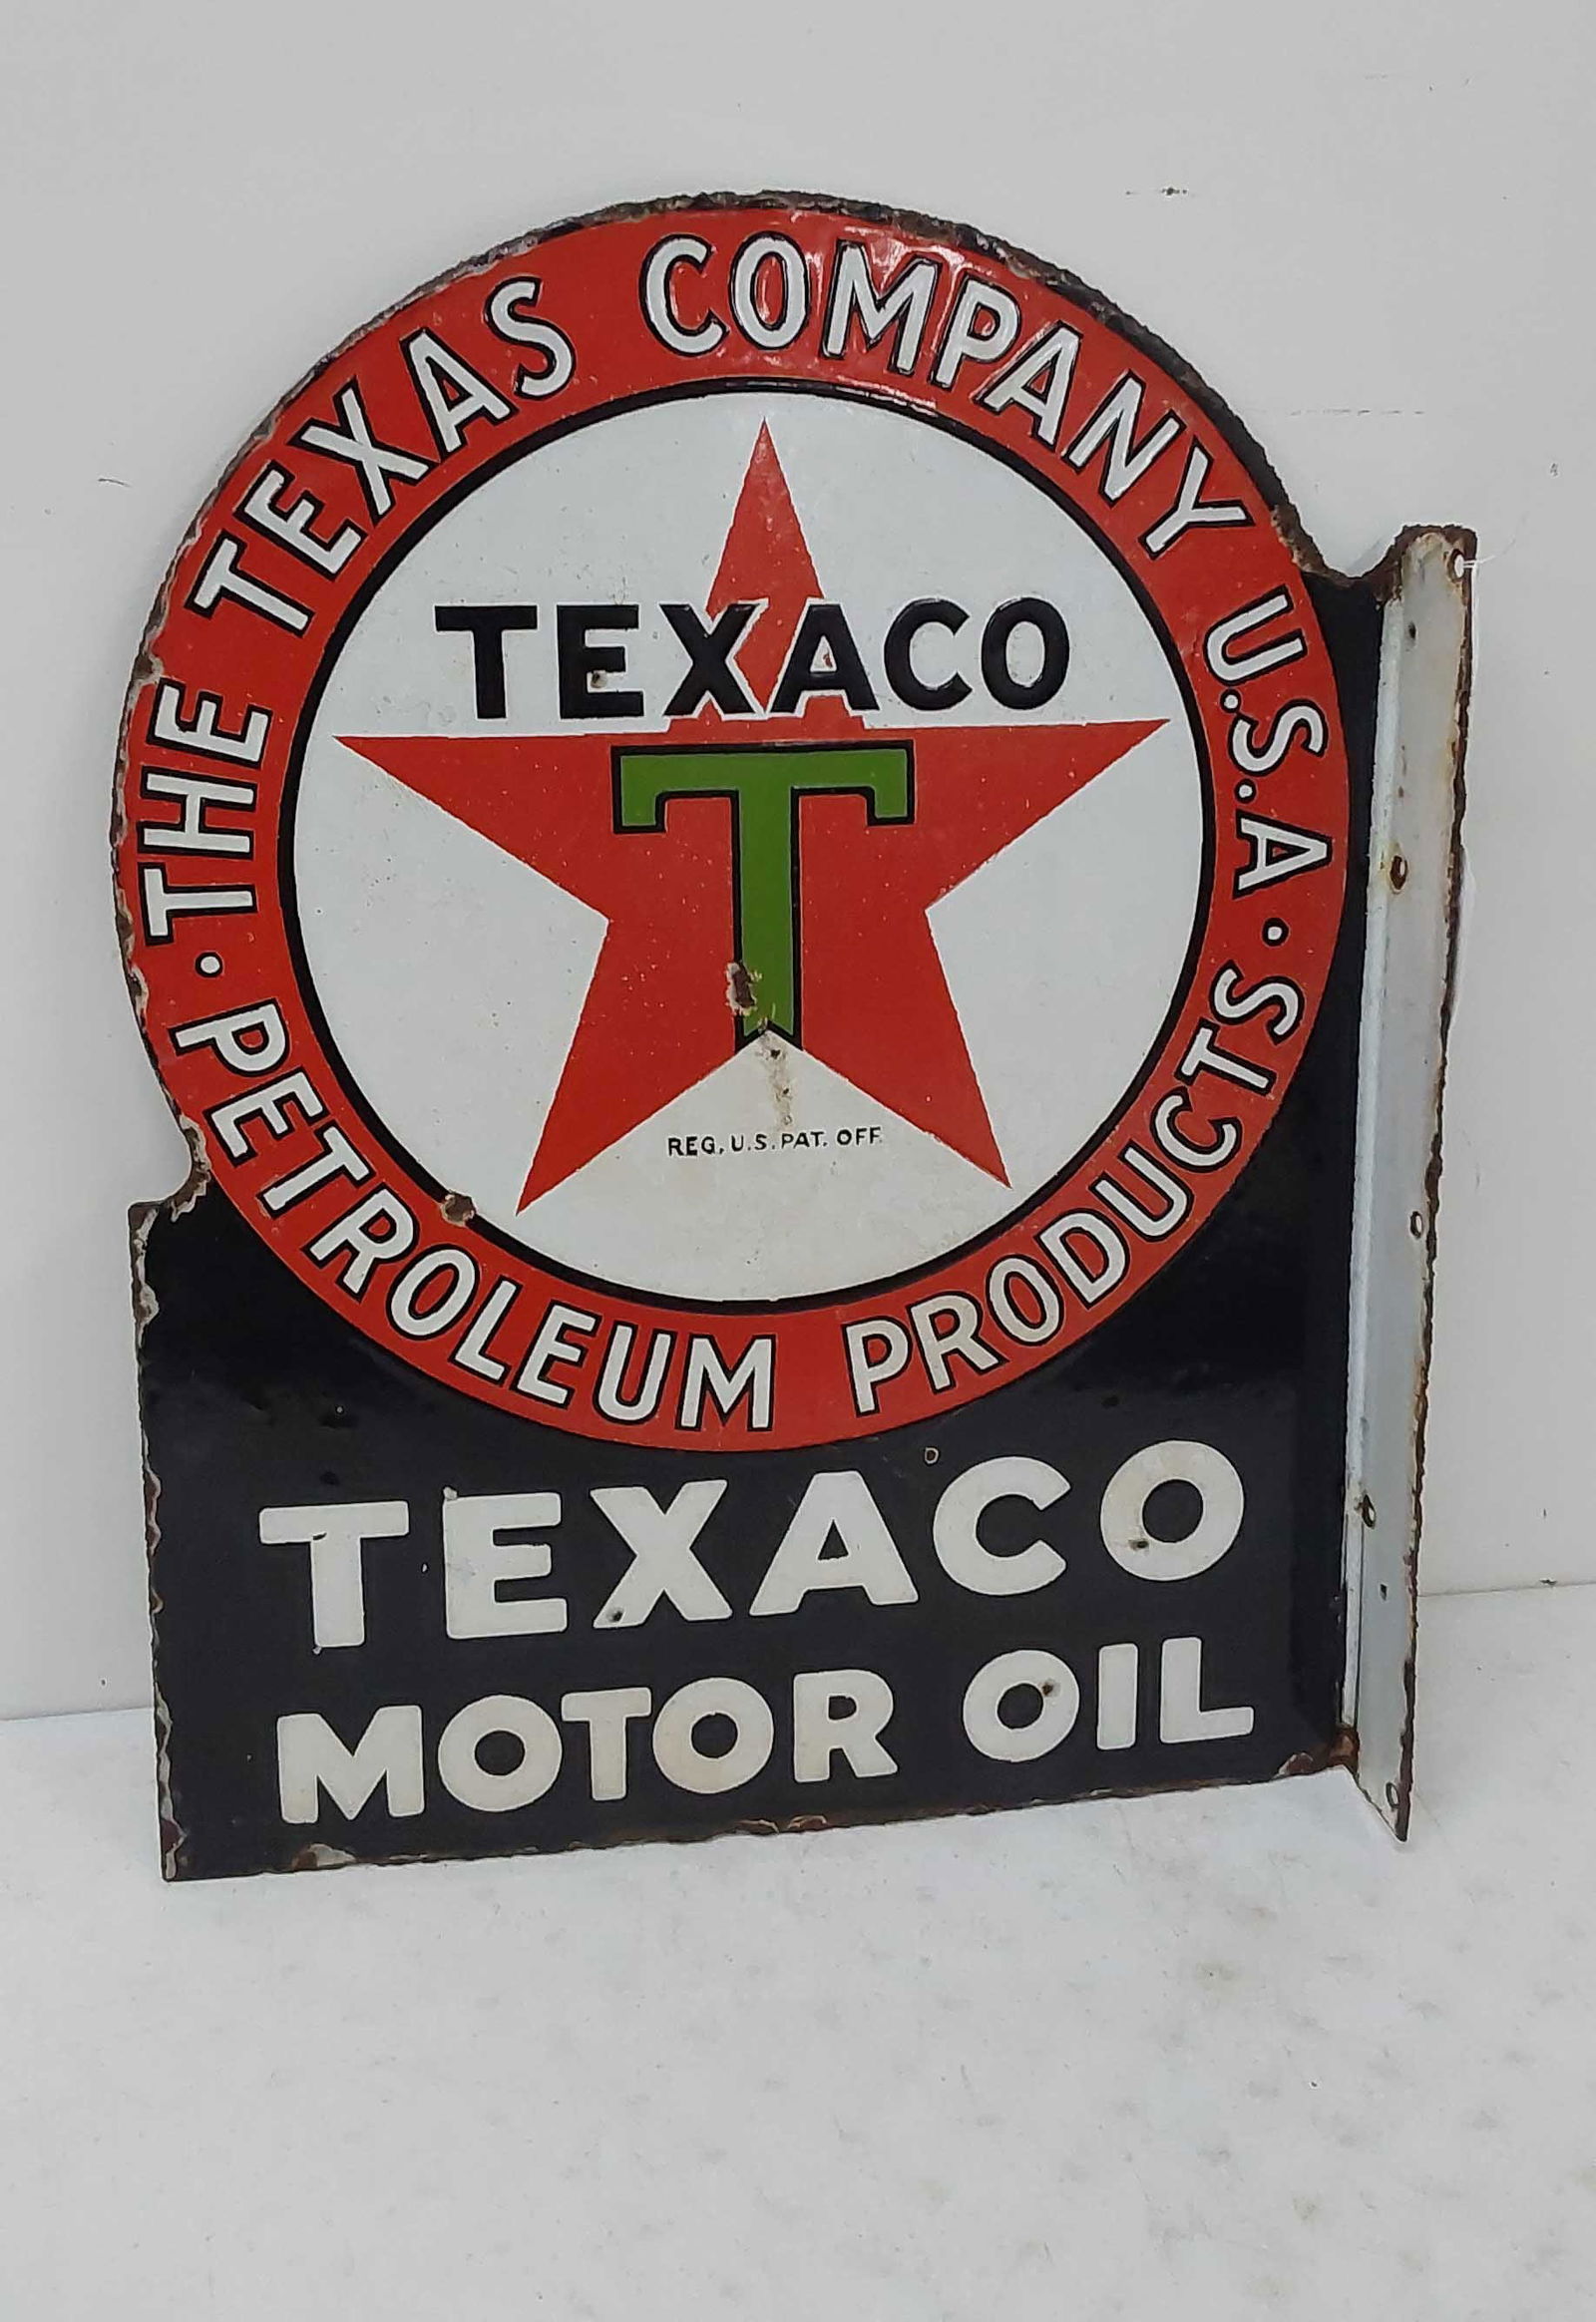 · THE TEXAS COMPANY U.S.A ·
TEXACO
T
REG. U.S. PAT. OFF.
PETROLEUM PRODUCTS
TEXACO
MOTOR OIL